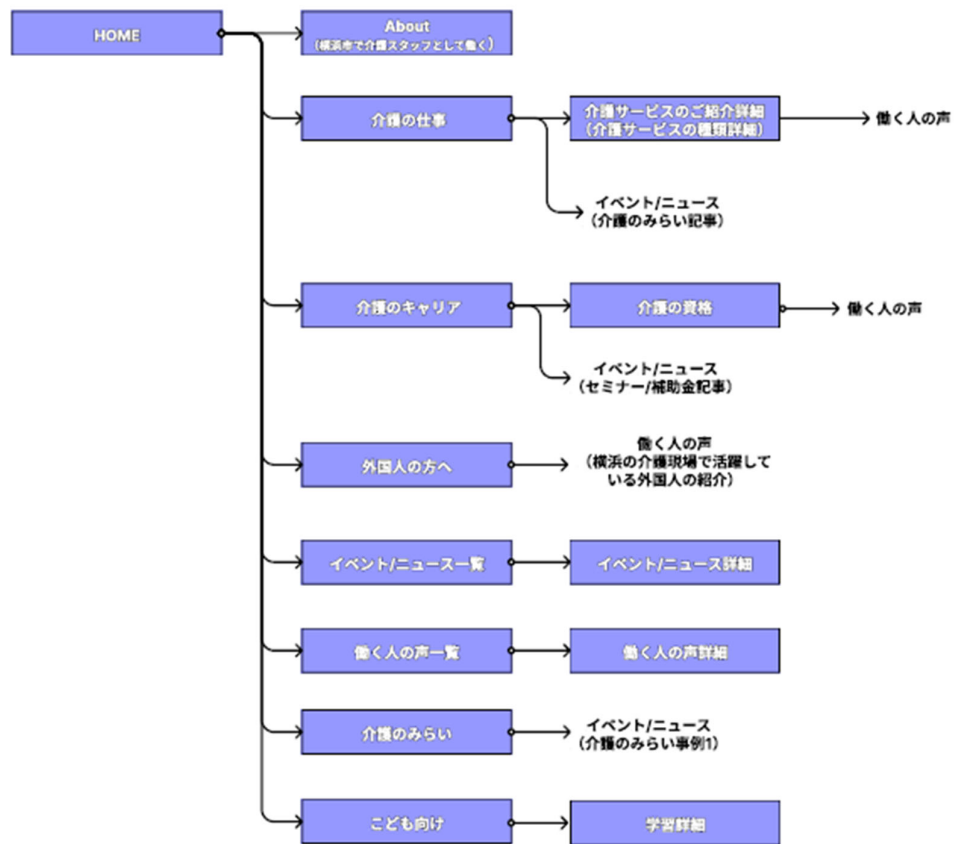 HOME
About
(横浜市で介護スタッフとして働く)
介護の仕事
介護サービスのご紹介詳細
(介護サービスの種類詳細)
働く人の声
イベント/ニュース
(介護のみらい記事)
介護のキャリア
介護の資格
働く人の声
イベント/ニュース
(セミナー/補助金記事)
外国人の方へ
働く人の声
(横浜の介護現場で活躍して
いる外国人の紹介)
イベント/ニュース一覧
イベント/ニュース詳細
働く人の声一覧
働く人の声詳細
介護のみらい
イベント/ニュース
(介護のみらい事例1)
こども向け
学習詳細